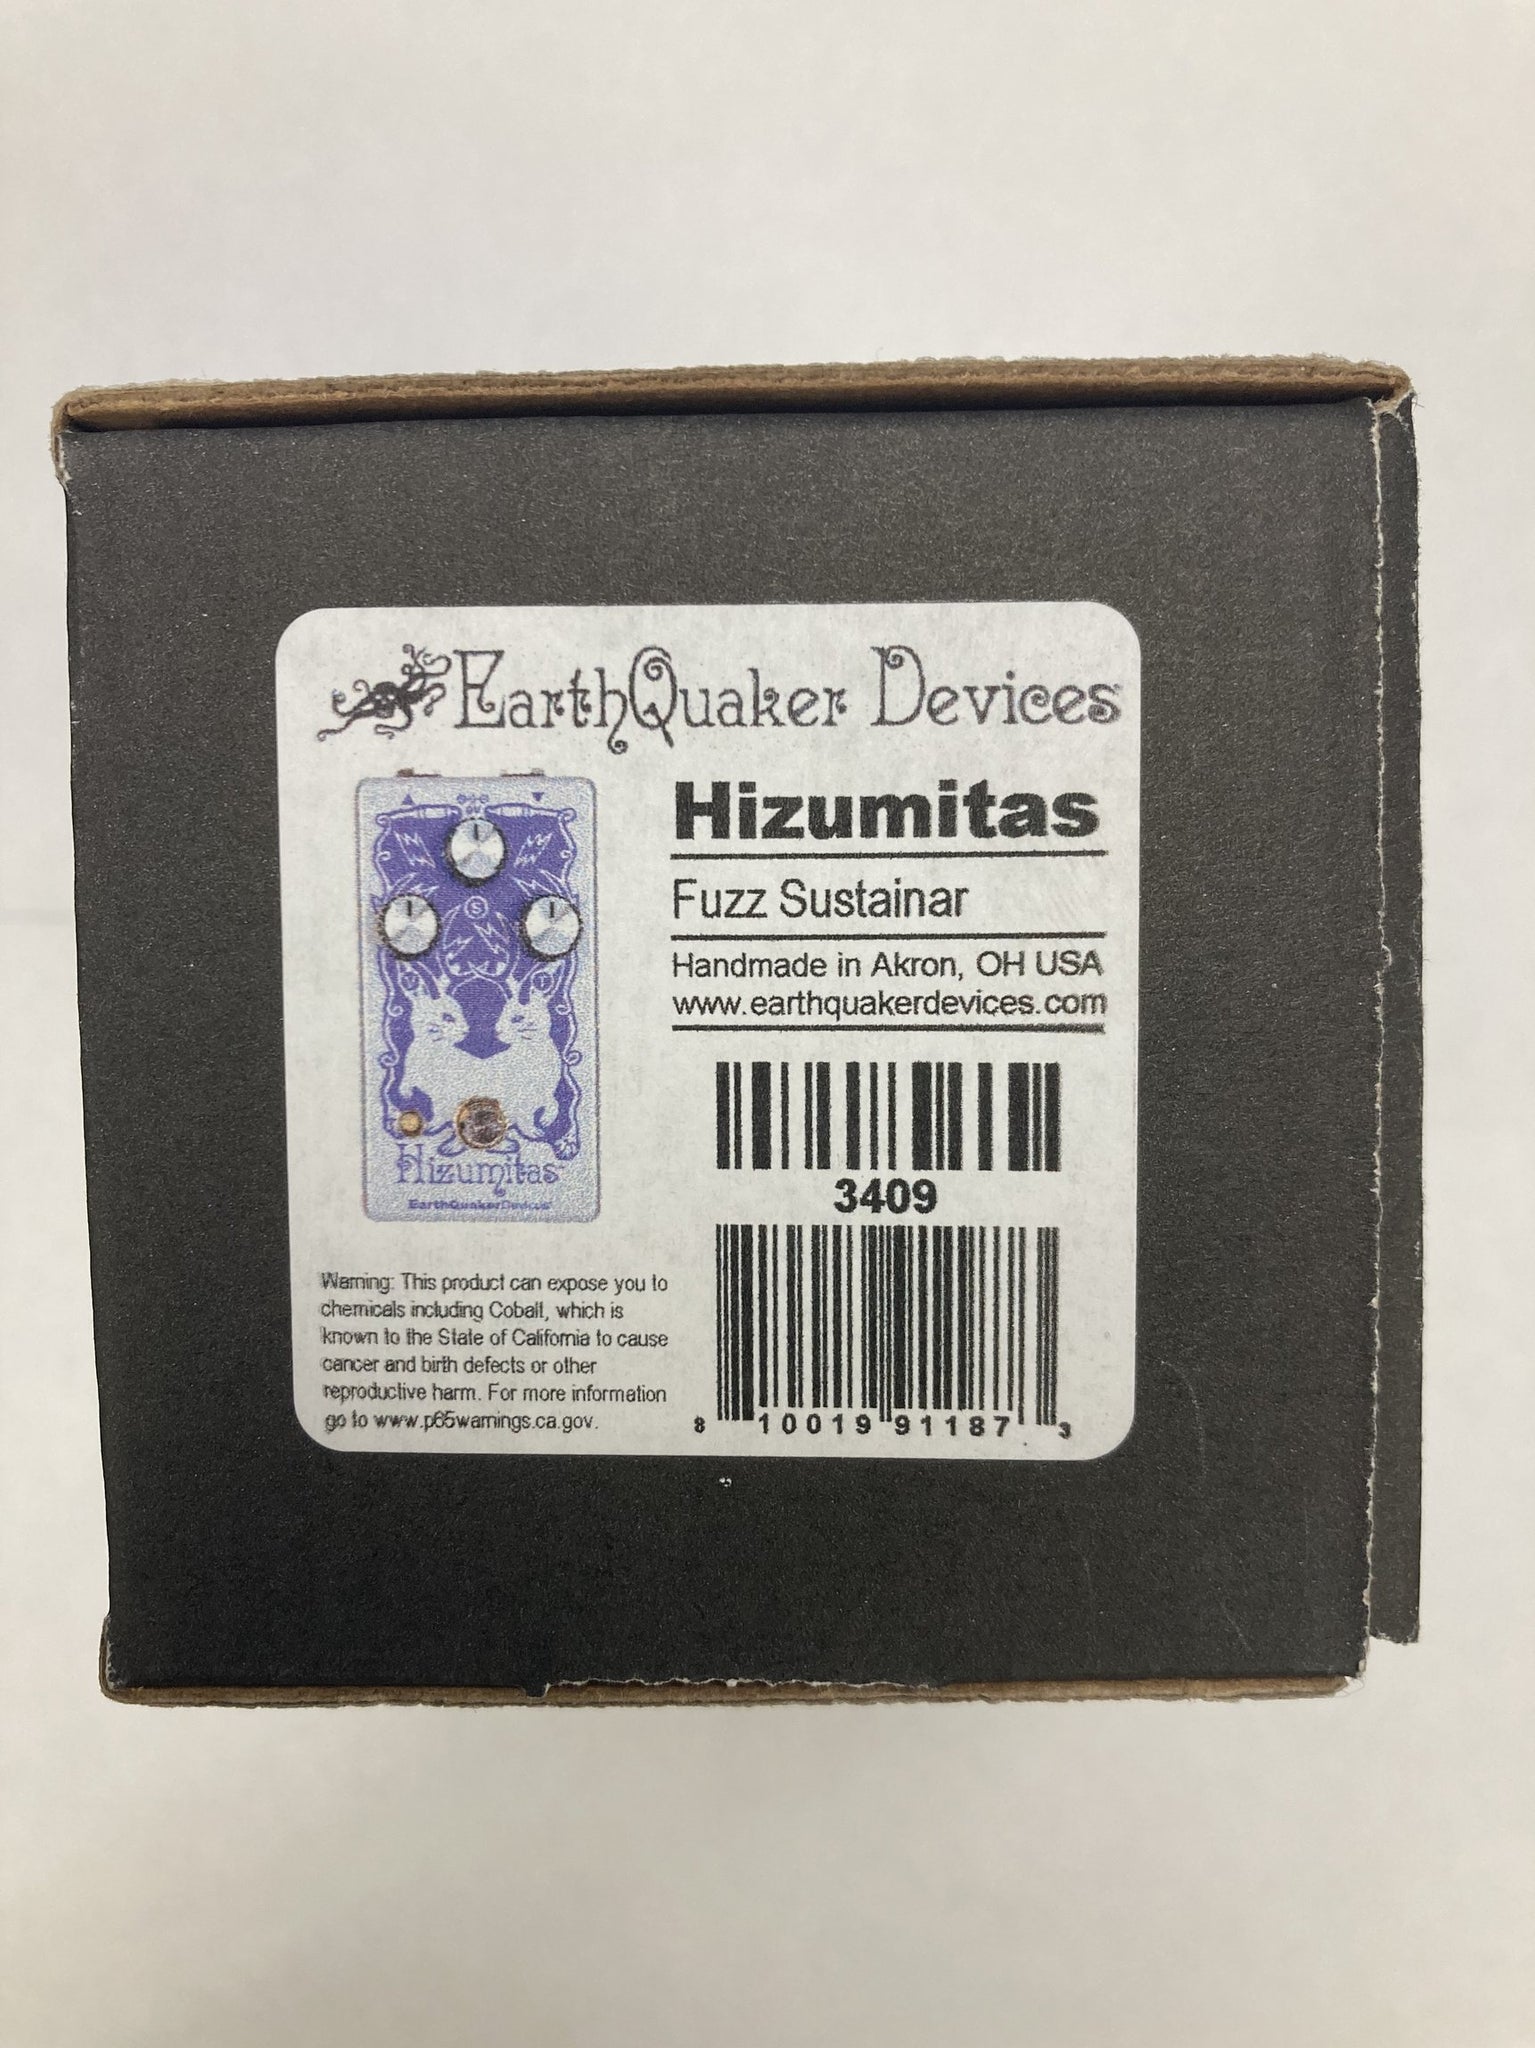 EarthQuaker Devices
Hizumitas
Fuzz Sustainar
Handmade in Akron, OH USA
www.earthquakerdevices.com
9V
S
V
T
Hizumitas
EarthQuakerDevices
3409
Warning: This product can expose you to
chemicals including Cobalt, which is
known to the State of California to cause
cancer and birth defects or other
reproductive harm. For more information
go to www.p65warnings.ca.gov.
8 10019 91187 3